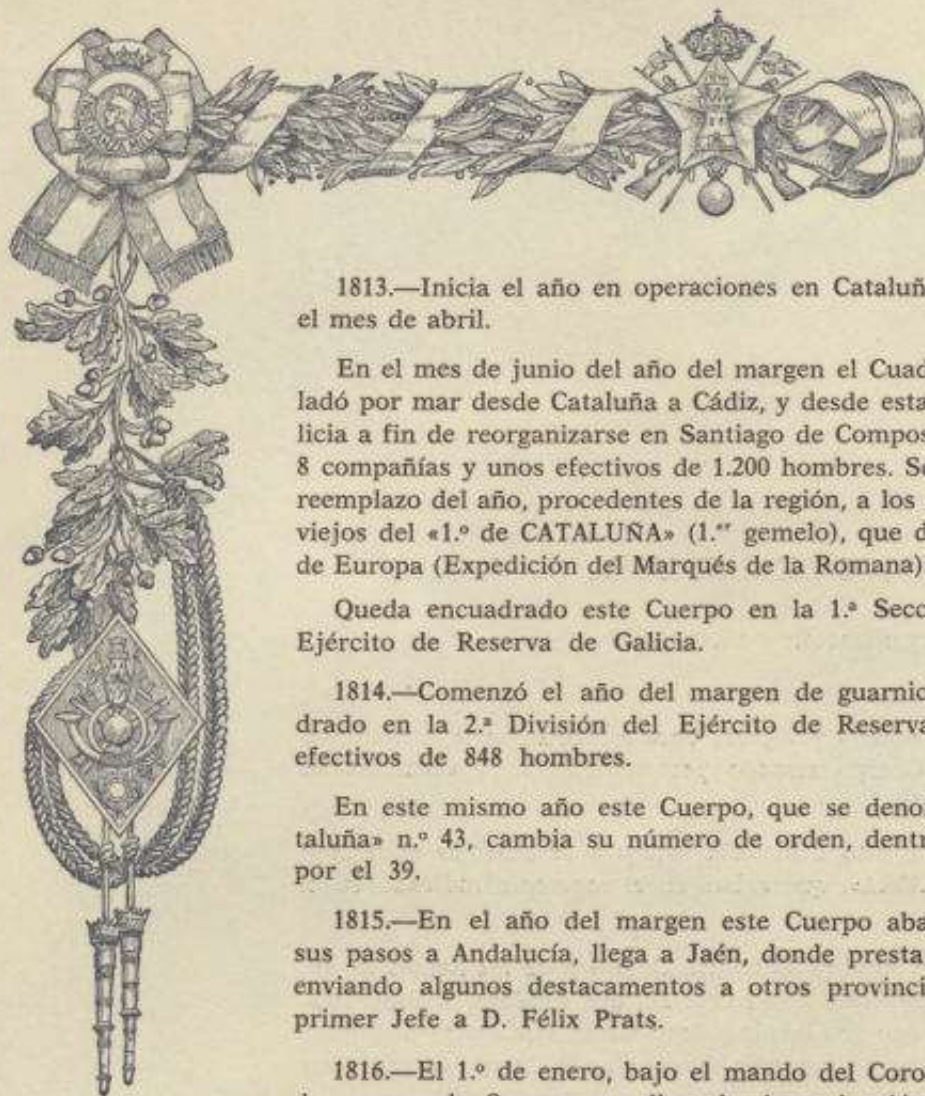 1813.—Inicia el año en operaciones en Cataluñ
el mes de abril.
En el mes de junio del año del margen el Cuad
ladó por mar desde Cataluña a Cádiz, y desde esta
licia a fin de reorganizarse en Santiago de Compos
8 compañías y unos efectivos de 1.200 hombres. Se
reemplazo del año, procedentes de la región, a los
viejos del «1.º de CATALUÑA» (1.er gemelo), que d
de Europa (Expedición del Marqués de la Romana)
Queda encuadrado este Cuerpo en la 1.ª Secc
Ejército de Reserva de Galicia.
1814.—Comenzó el año del margen de guarnic
drado en la 2.ª División del Ejército de Reserva
efectivos de 848 hombres.
En este mismo año este Cuerpo, que se deno
taluña» n.º 43, cambia su número de orden, dentr
por el 39.
1815.—En el año del margen este Cuerpo aba
sus pasos a Andalucía, llega a Jaén, donde presta
enviando algunos destacamentos a otros provinci
primer Jefe a D. Félix Prats.
1816.—El 1.º de enero, bajo el mando del Coro